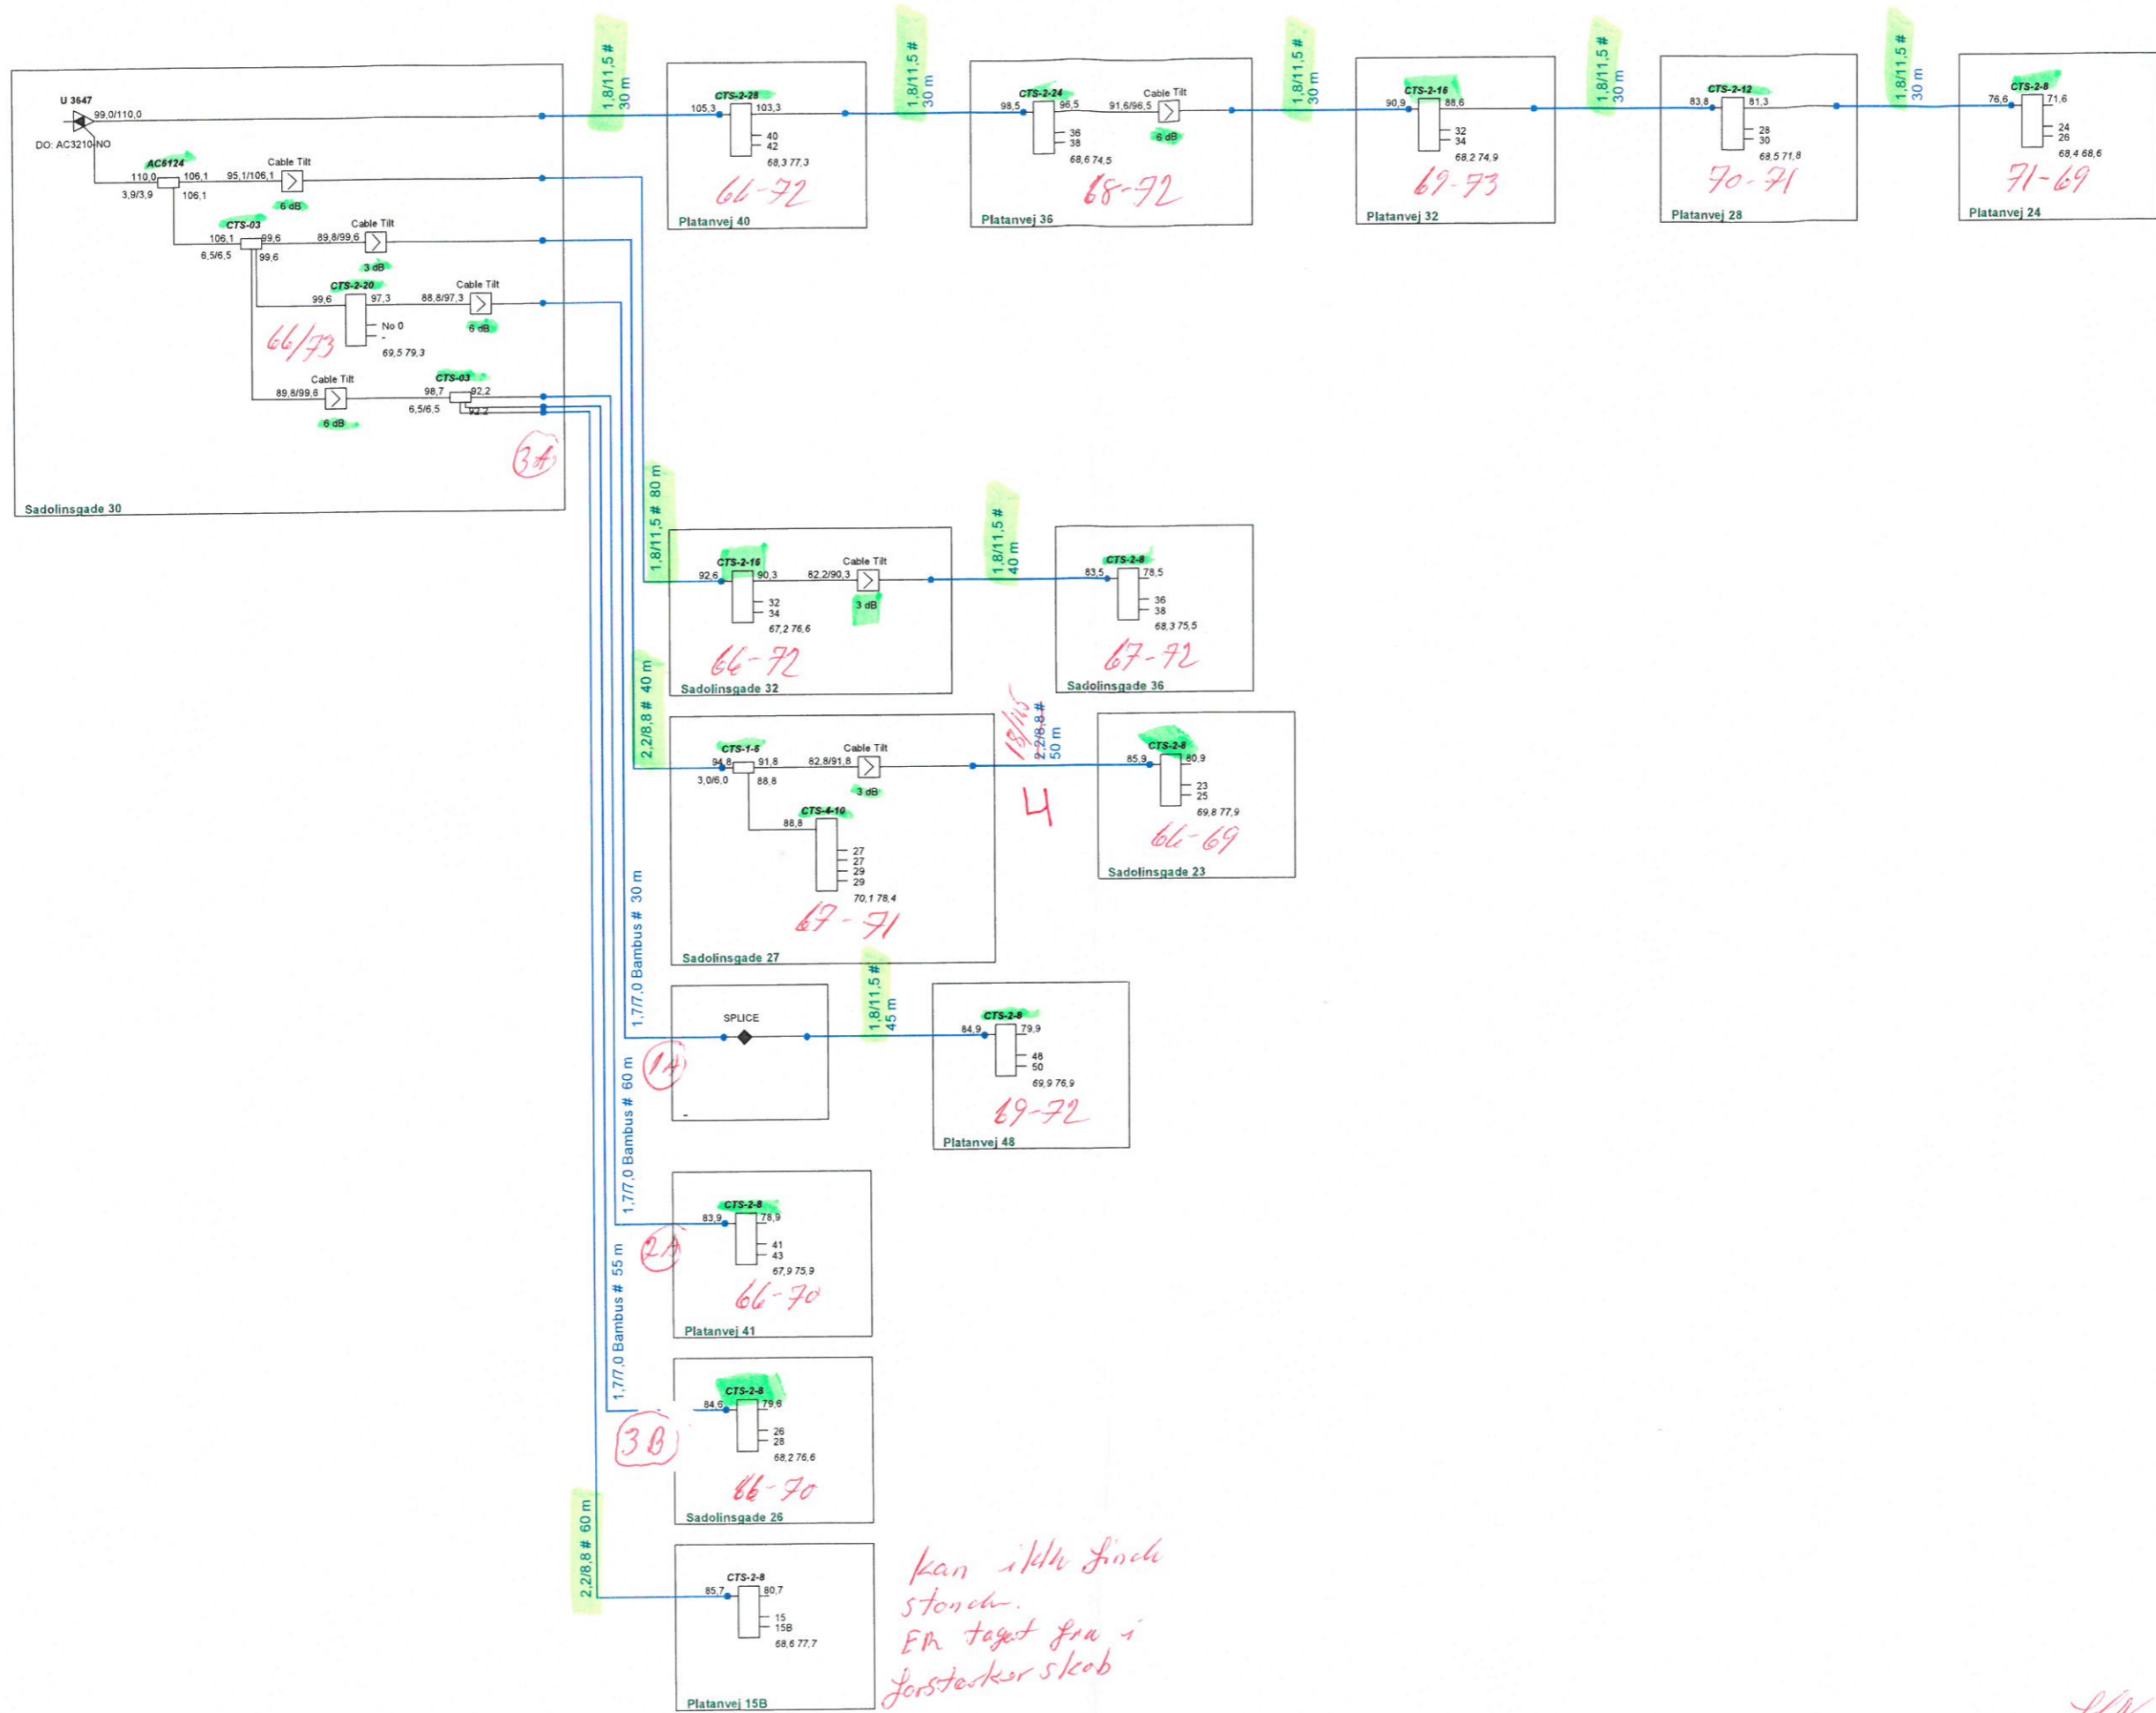 U 3647
99,0/110,0
DO: AC3210-NO
AC6124
110,0
106,1
3,9/3,9
106,1
95,1/106,1
Cable Tilt
6 dB
CTS-03
106,1
99,6
6,5/6,5
99,6
89,8/99,6
Cable Tilt
3 dB
CTS-2-20
99,6
97,3
No 0
-
69,5 79,3
66/73
88,8/97,3
Cable Tilt
6 dB
89,8/99,6
Cable Tilt
6 dB
CTS-03
98,7
92,2
6,5/6,5
92,2
3A
Sadolinsgade 30
1,8/11,5 #
30 m
CTS-2-28
105,3
103,3
40
42
68,3 77,3
66-72
Platanvej 40
1,8/11,5 #
30 m
CTS-2-24
98,5
96,5
36
38
68,6 74,5
91,6/96,5
Cable Tilt
6 dB
68-72
Platanvej 36
1,8/11,5 #
30 m
CTS-2-16
90,9
88,6
32
34
68,2 74,9
69-73
Platanvej 32
1,8/11,5 #
30 m
CTS-2-12
83,8
81,3
28
30
68,5 71,8
70-71
Platanvej 28
1,8/11,5 #
30 m
CTS-2-8
76,6
71,6
24
26
68,4 68,6
71-69
Platanvej 24
1,8/11,5 # 80 m
CTS-2-16
92,6
90,3
32
34
67,2 76,6
82,2/90,3
Cable Tilt
3 dB
66-72
Sadolinsgade 32
1,8/11,5 #
40 m
CTS-2-8
83,5
78,5
36
38
68,3 75,5
67-72
Sadolinsgade 36
2,2/8,8 # 40 m
CTS-1-6
94,8
91,8
3,0/6,0
88,8
82,8/91,8
Cable Tilt
3 dB
CTS-4-10
88,8
27
27
29
29
70,1 78,4
67-71
Sadolinsgade 27
2,2/8,8 #
50 m
4
CTS-2-8
85,9
80,9
23
25
69,8 77,9
66-69
Sadolinsgade 23
1,7/7,0 Bambus # 30 m
1A
SPLICE
-
1,8/11,5 #
45 m
CTS-2-8
84,9
79,9
48
50
69,9 76,9
69-72
Platanvej 48
1,7/7,0 Bambus # 60 m
2A
CTS-2-8
83,9
78,9
41
43
67,9 75,9
66-70
Platanvej 41
1,7/7,0 Bambus # 55 m
3B
CTS-2-8
84,6
79,6
26
28
68,2 76,6
66-70
Sadolinsgade 26
2,2/8,8 # 60 m
CTS-2-8
85,7
80,7
15
15B
68,6 77,7
Platanvej 15B
kan ikke finde
stander.
ER taget fra i
forstærker skab